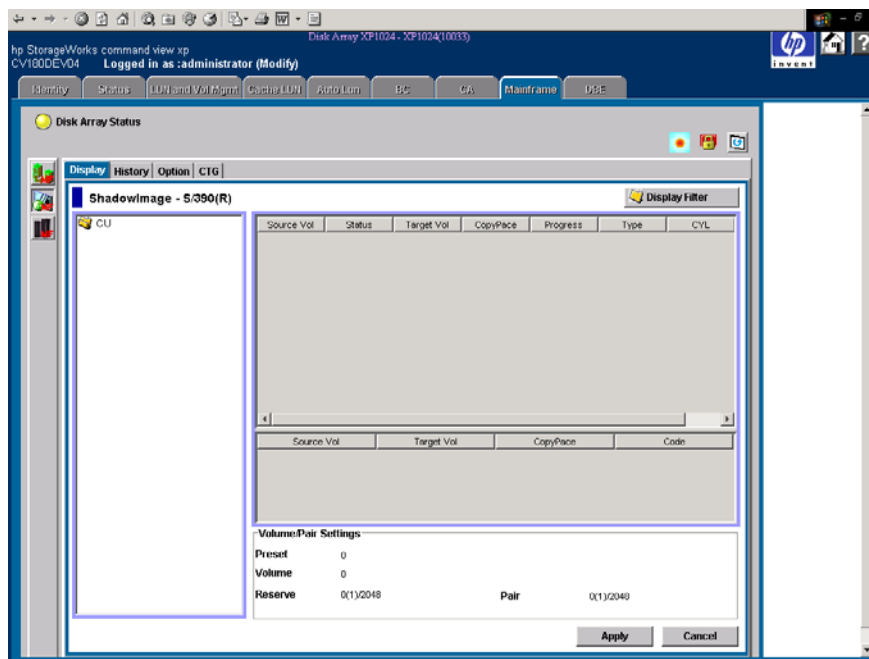 Disk Array XP1024 - XP1024(10033)
hp StorageWorks command view xp
CV180DEV04 Logged in as :administrator (Modify)
hp
invent
Identity Status LUN and Vol Mgmt Cache LUN Auto Lun BC CA Mainframe USE
Disk Array Status
Display History Option CTG
ShadowImage - S/390(R)
Display Filter
CU
Source Vol Status Target Vol CopyPace Progress Type CYL
Source Vol Target Vol CopyPace Code
Volume/Pair Settings
Preset 0
Volume 0
Reserve 0(1)/2048 Pair 0(1)/2048
Apply Cancel